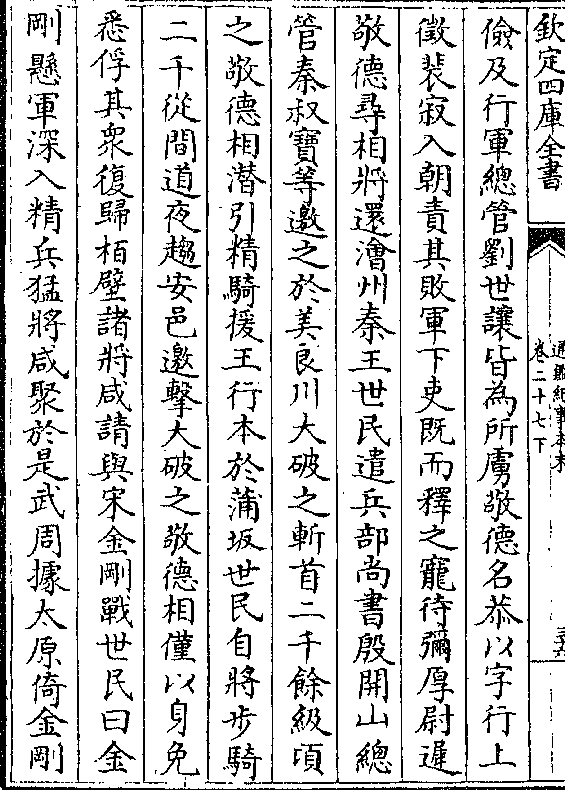 欽定四庫全書
通鑑紀事本末
卷二十七下
儉及行軍總管劉世讓皆為所虜敬德名恭以字行上
徵裴寂入朝責其敗軍下吏既而釋之寵待彌厚尉遲
敬德尋相將還澮州秦王世民遣兵部尚書殷開山總
管秦叔寶等邀之於美良川大破之斬首二千餘級頃
之敬德相潛引精騎援王行本於蒲坂世民自將步騎
二千從間道夜趨安邑邀擊大破之敬德相僅以身免
悉俘其衆復歸栢壁諸將咸請與宋金剛戰世民曰金
剛懸軍深入精兵猛將咸聚於是武周據太原倚金剛